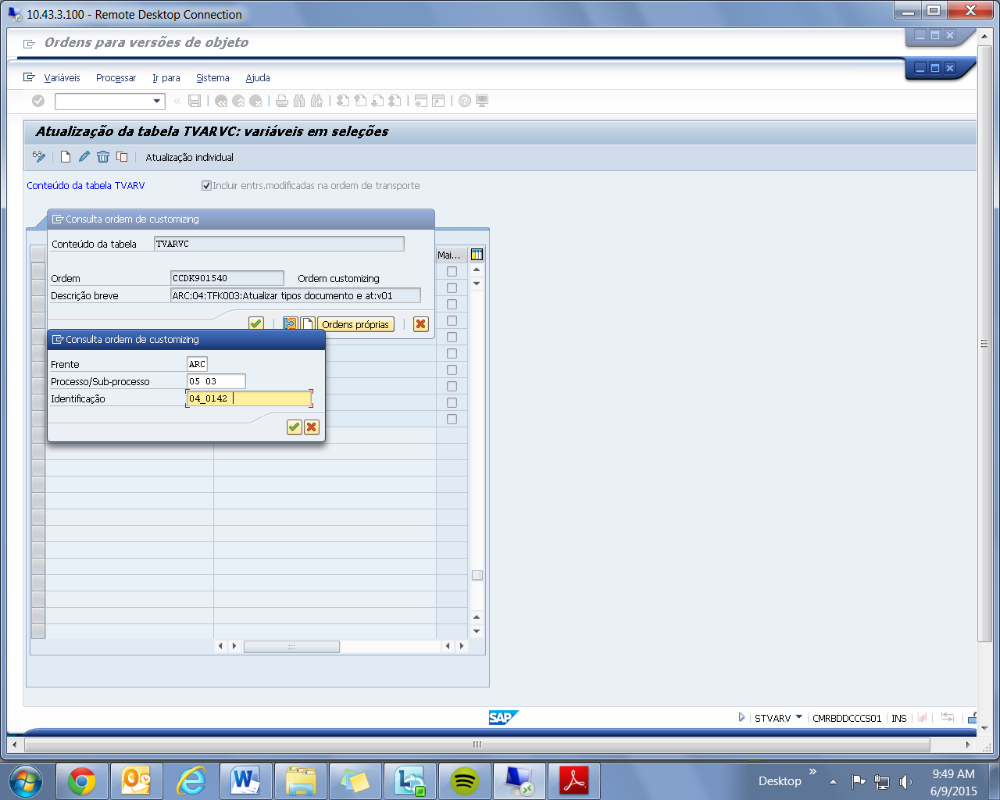 10.43.3.100 - Remote Desktop Connection
Ordens para versões de objeto
Variáveis Processar Ir para Sistema Ajuda
Atualização da tabela TVARVC: variáveis em seleções
Atualização individual
Conteúdo da tabela TVARV Incluir entrs.modificadas na ordem de transporte
Consulta ordem de customizing
Conteúdo da tabela TVARVC
Mai...
Ordem CCDK901540 Ordem customizing
Descrição breve ARC:04:TFK003:Atualizar tipos documento e at:v01
Ordens próprias
Consulta ordem de customizing
Frente ARC
Processo/Sub-processo 05 03
Identificação 04_0142
SAP STVARV CMRBDDCCCS01 INS
Desktop
9:49 AM
6/9/2015